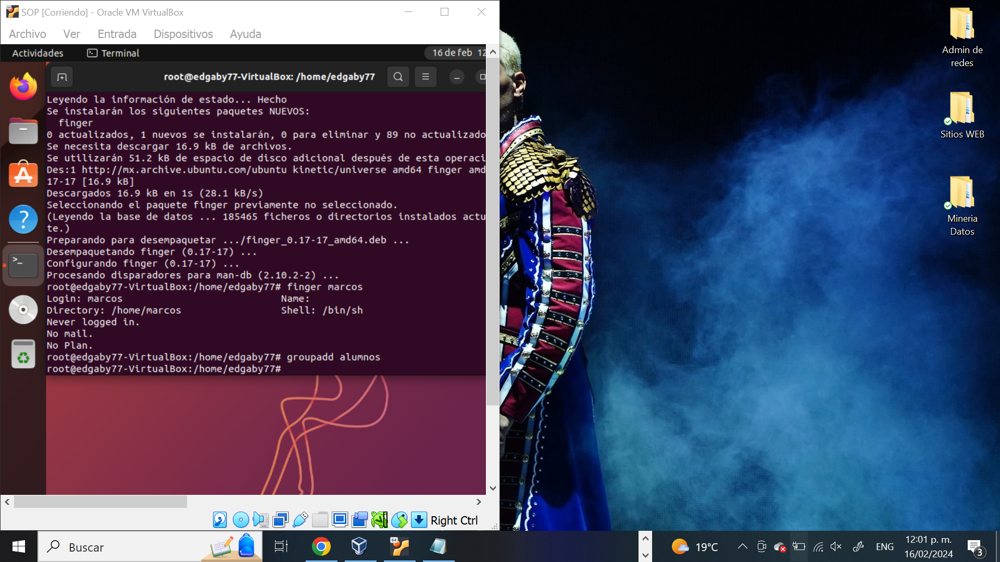 SOP [Corriendo] - Oracle VM VirtualBox
Archivo Ver Entrada Dispositivos Ayuda
Actividades Terminal 16 de feb 12
root@edgaby77-VirtualBox: /home/edgaby77
Leyendo la información de estado... Hecho
Se instalarán los siguientes paquetes NUEVOS:
finger
0 actualizados, 1 nuevos se instalarán, 0 para eliminar y 89 no actualizado
Se necesita descargar 16.9 kB de archivos.
Se utilizarán 51.2 kB de espacio de disco adicional después de esta operaci
Des:1 http://mx.archive.ubuntu.com/ubuntu kinetic/universe amd64 finger amd
17-17 [16.9 kB]
Descargados 16.9 kB en 1s (28.1 kB/s)
Seleccionando el paquete finger previamente no seleccionado.
(Leyendo la base de datos ... 185465 ficheros o directorios instalados actu
te.)
Preparando para desempaquetar .../finger_0.17-17_amd64.deb ...
Desempaquetando finger (0.17-17) ...
Configurando finger (0.17-17) ...
Procesando disparadores para man-db (2.10.2-2) ...
root@edgaby77-VirtualBox:/home/edgaby77# finger marcos
Login: marcos Name:
Directory: /home/marcos Shell: /bin/sh
Never logged in.
No mail.
No Plan.
root@edgaby77-VirtualBox:/home/edgaby77# groupadd alumnos
root@edgaby77-VirtualBox:/home/edgaby77#
Right Ctrl
Admin de
redes
Sitios WEB
Mineria
Datos
Buscar
64
19°C
ENG
12:01 p. m.
16/02/2024
3